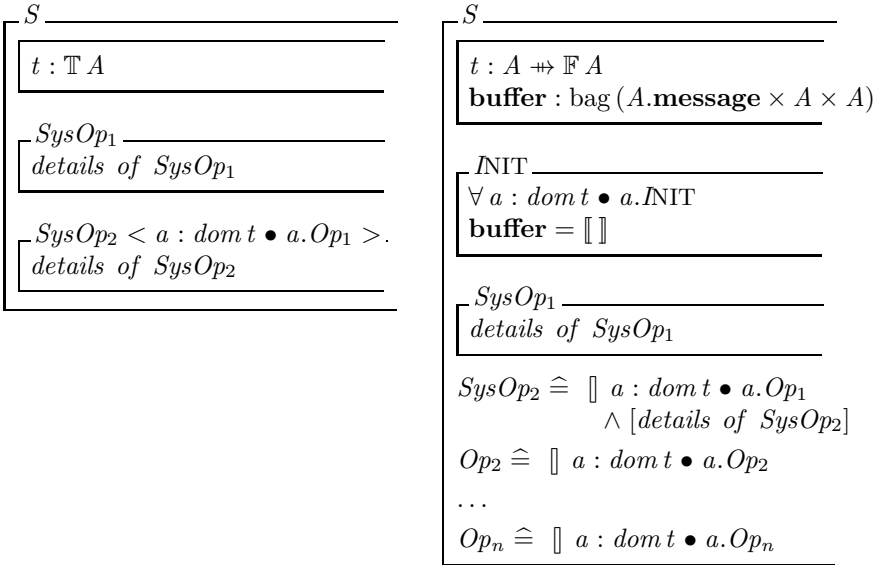 S
t : 𝕋 A
SysOp₁
details of SysOp₁
SysOp₂ < a : dom t • a.Op₁ >
details of SysOp₂
S
t : A ⇻ 𝔽 A
buffer : bag (A.message × A × A)
INIT
∀ a : dom t • a.INIT
buffer = ⟦ ⟧
SysOp₁
details of SysOp₁
SysOp₂ ≙ [] a : dom t • a.Op₁
∧ [details of SysOp₂]
Op₂ ≙ [] a : dom t • a.Op₂
. . .
Opₙ ≙ [] a : dom t • a.Opₙ